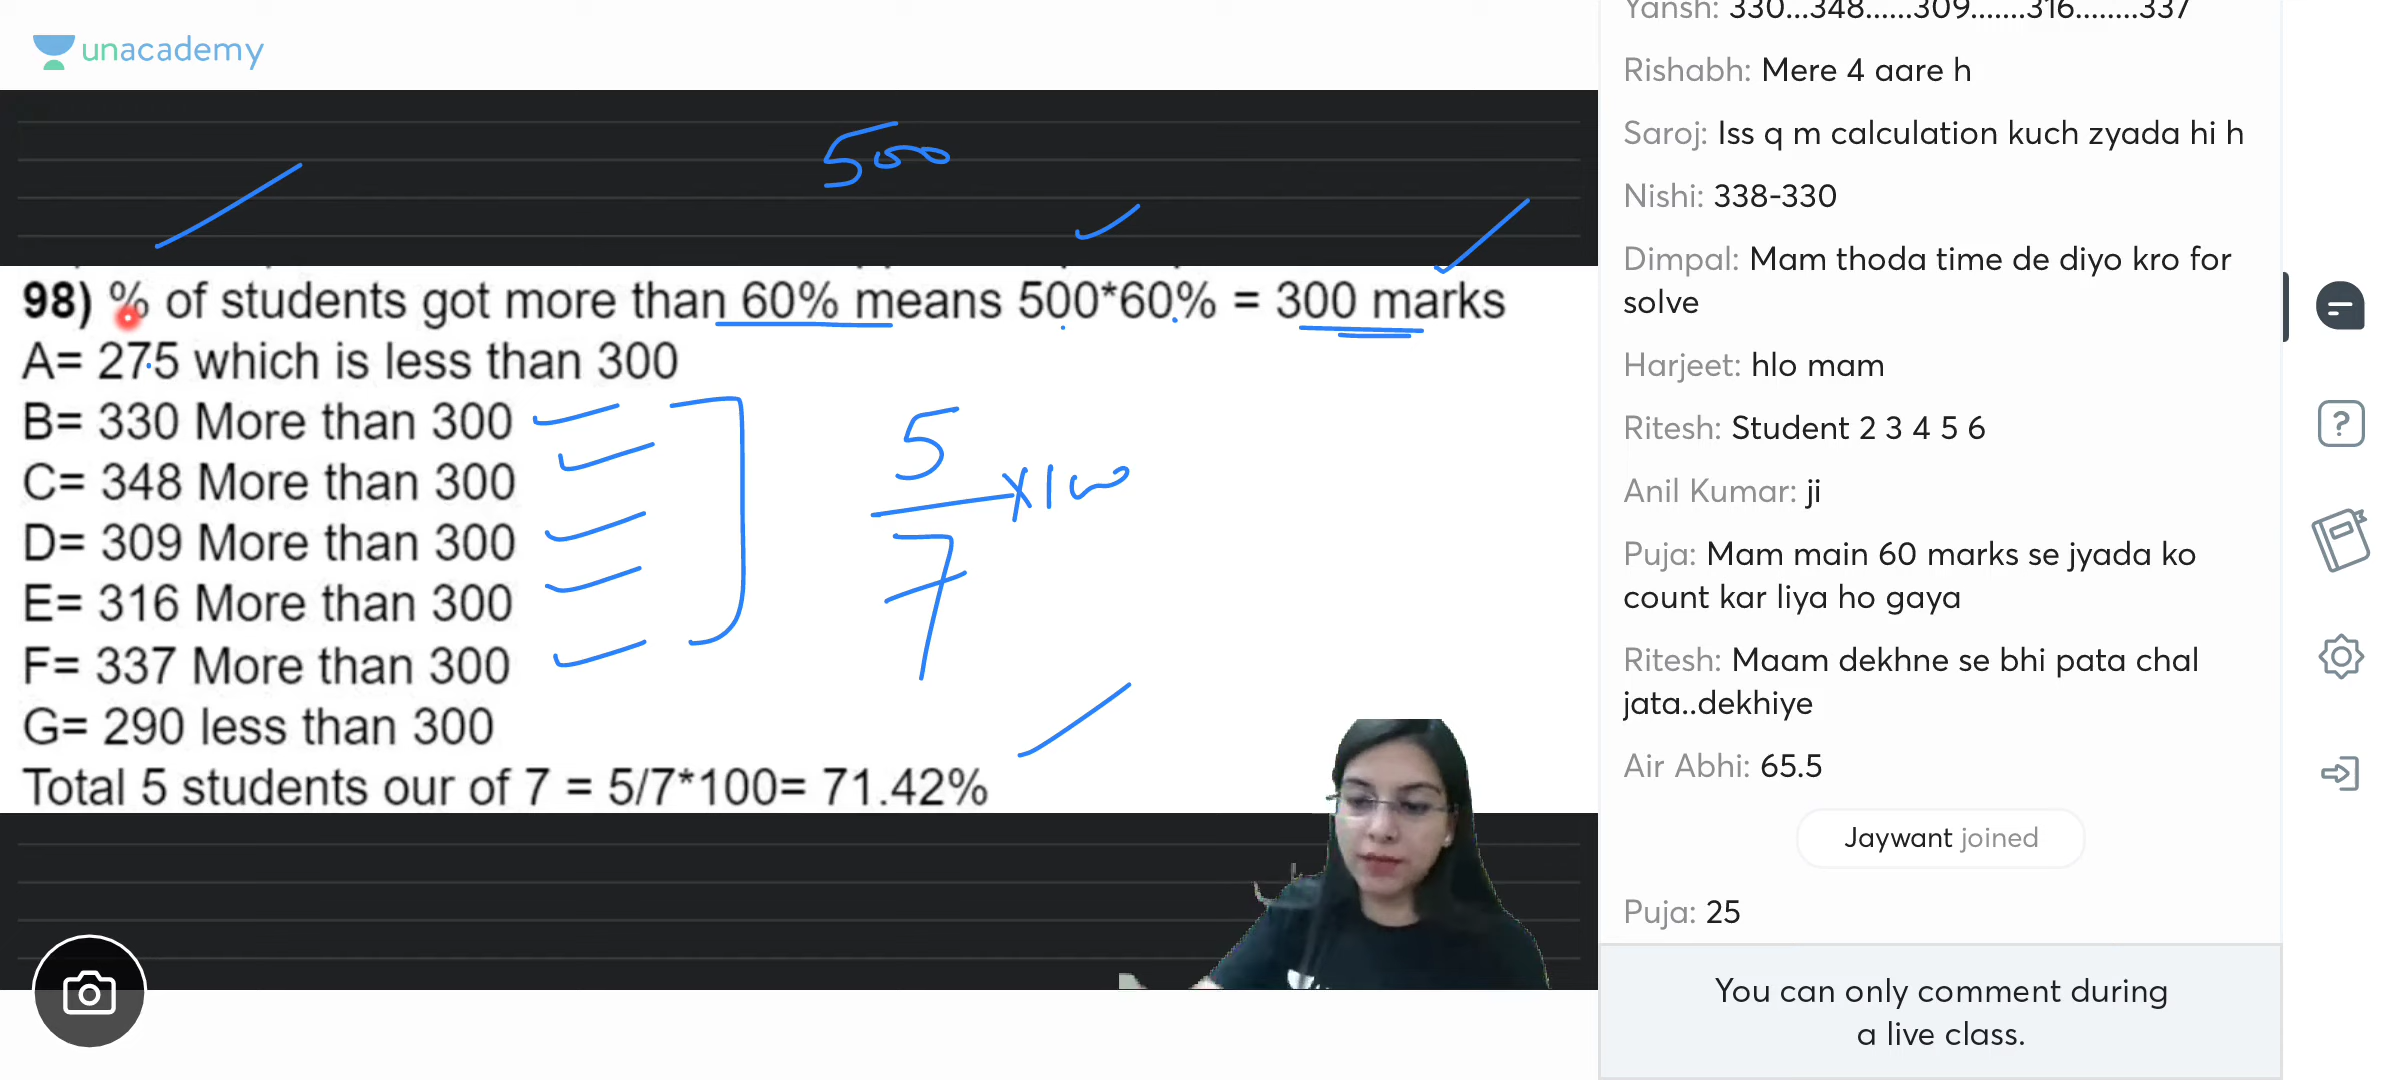 unacademy
500
98) % of students got more than 60% means 500*60% = 300 marks
A= 275 which is less than 300
B= 330 More than 300
C= 348 More than 300
D= 309 More than 300
E= 316 More than 300
F= 337 More than 300
G= 290 less than 300
Total 5 students our of 7 = 5/7*100= 71.42%
5
×100
7
Yansh: 330...348......309.......316........337
Rishabh: Mere 4 aare h
Saroj: Iss q m calculation kuch zyada hi h
Nishi: 338-330
Dimpal: Mam thoda time de diyo kro for
solve
Harjeet: hlo mam
Ritesh: Student 2 3 4 5 6
Anil Kumar: ji
Puja: Mam main 60 marks se jyada ko
count kar liya ho gaya
Ritesh: Maam dekhne se bhi pata chal
jata..dekhiye
Air Abhi: 65.5
Jaywant joined
Puja: 25
You can only comment during
a live class.
?